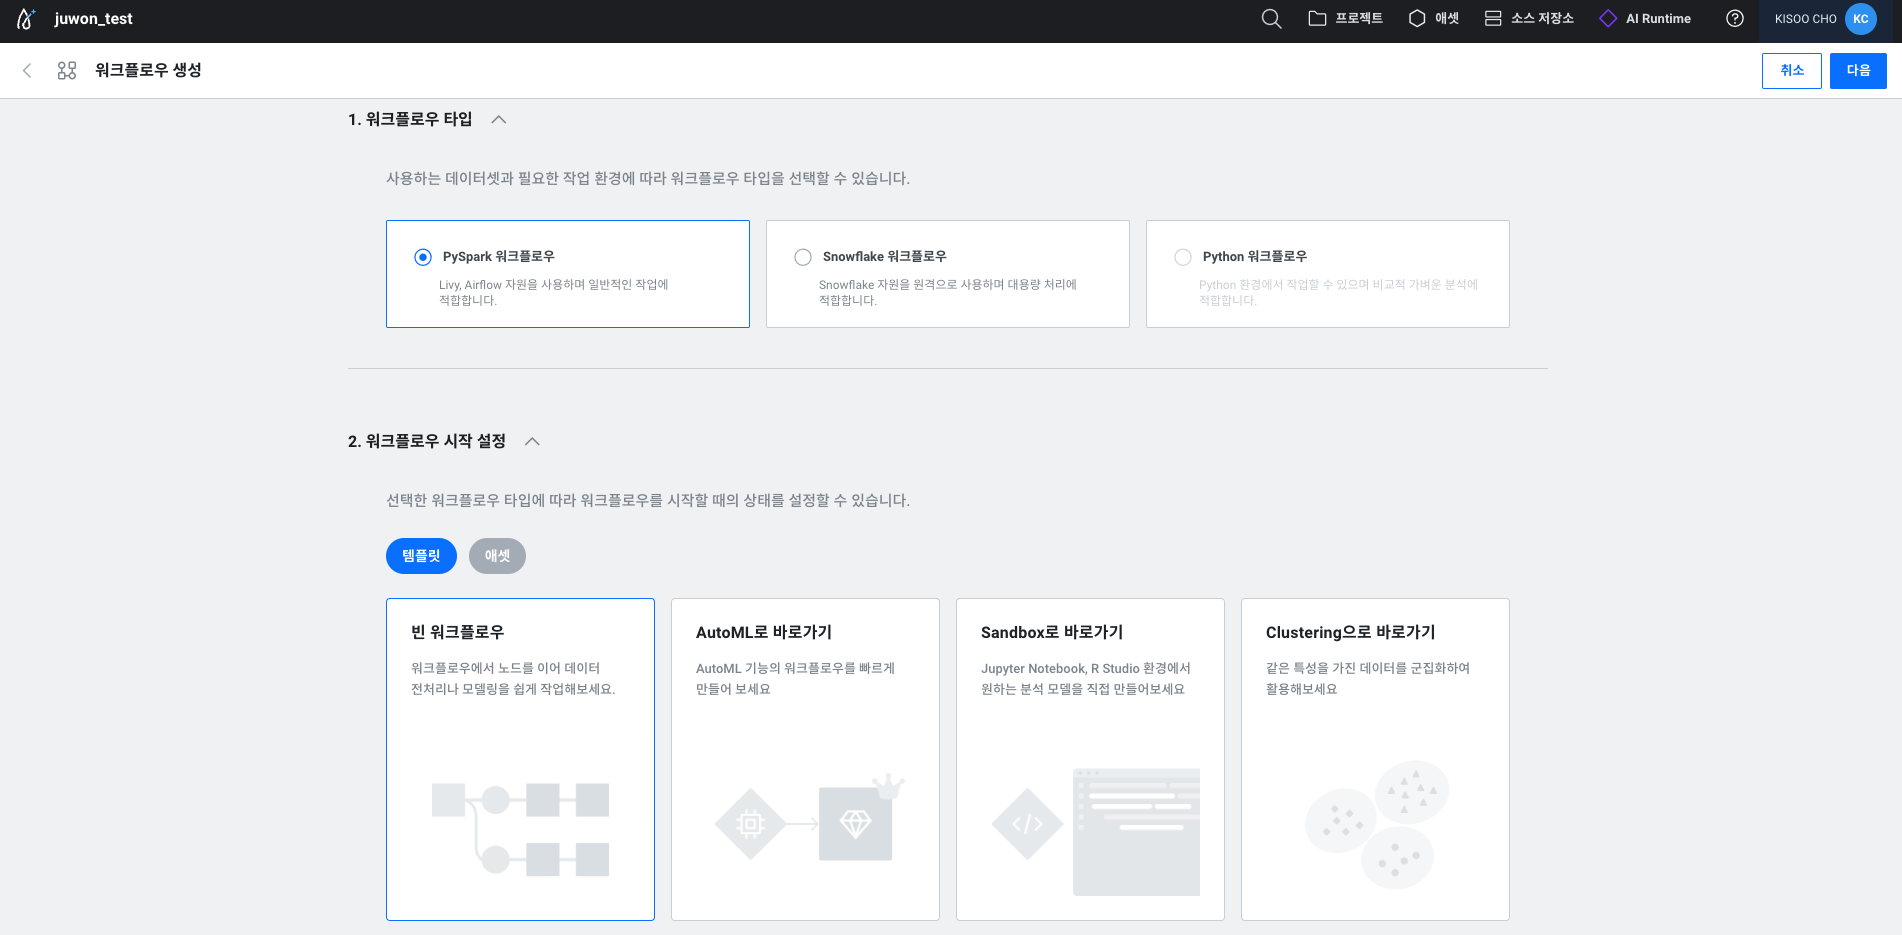 juwon_test
프로젝트
애셋
소스 저장소
AI Runtime
KISOO CHO
KC
워크플로우 생성
취소
다음
1. 워크플로우 타입
사용하는 데이터셋과 필요한 작업 환경에 따라 워크플로우 타입을 선택할 수 있습니다.
PySpark 워크플로우
Livy, Airflow 자원을 사용하며 일반적인 작업에
적합합니다.
Snowflake 워크플로우
Snowflake 자원을 원격으로 사용하며 대용량 처리에
적합합니다.
Python 워크플로우
Python 환경에서 작업할 수 있으며 비교적 가벼운 분석에
적합합니다.
2. 워크플로우 시작 설정
선택한 워크플로우 타입에 따라 워크플로우를 시작할 때의 상태를 설정할 수 있습니다.
템플릿
애셋
빈 워크플로우
워크플로우에서 노드를 이어 데이터
전처리나 모델링을 쉽게 작업해보세요.
AutoML로 바로가기
AutoML 기능의 워크플로우를 빠르게
만들어 보세요
Sandbox로 바로가기
Jupyter Notebook, R Studio 환경에서
원하는 분석 모델을 직접 만들어보세요
Clustering으로 바로가기
같은 특성을 가진 데이터를 군집화하여
활용해보세요